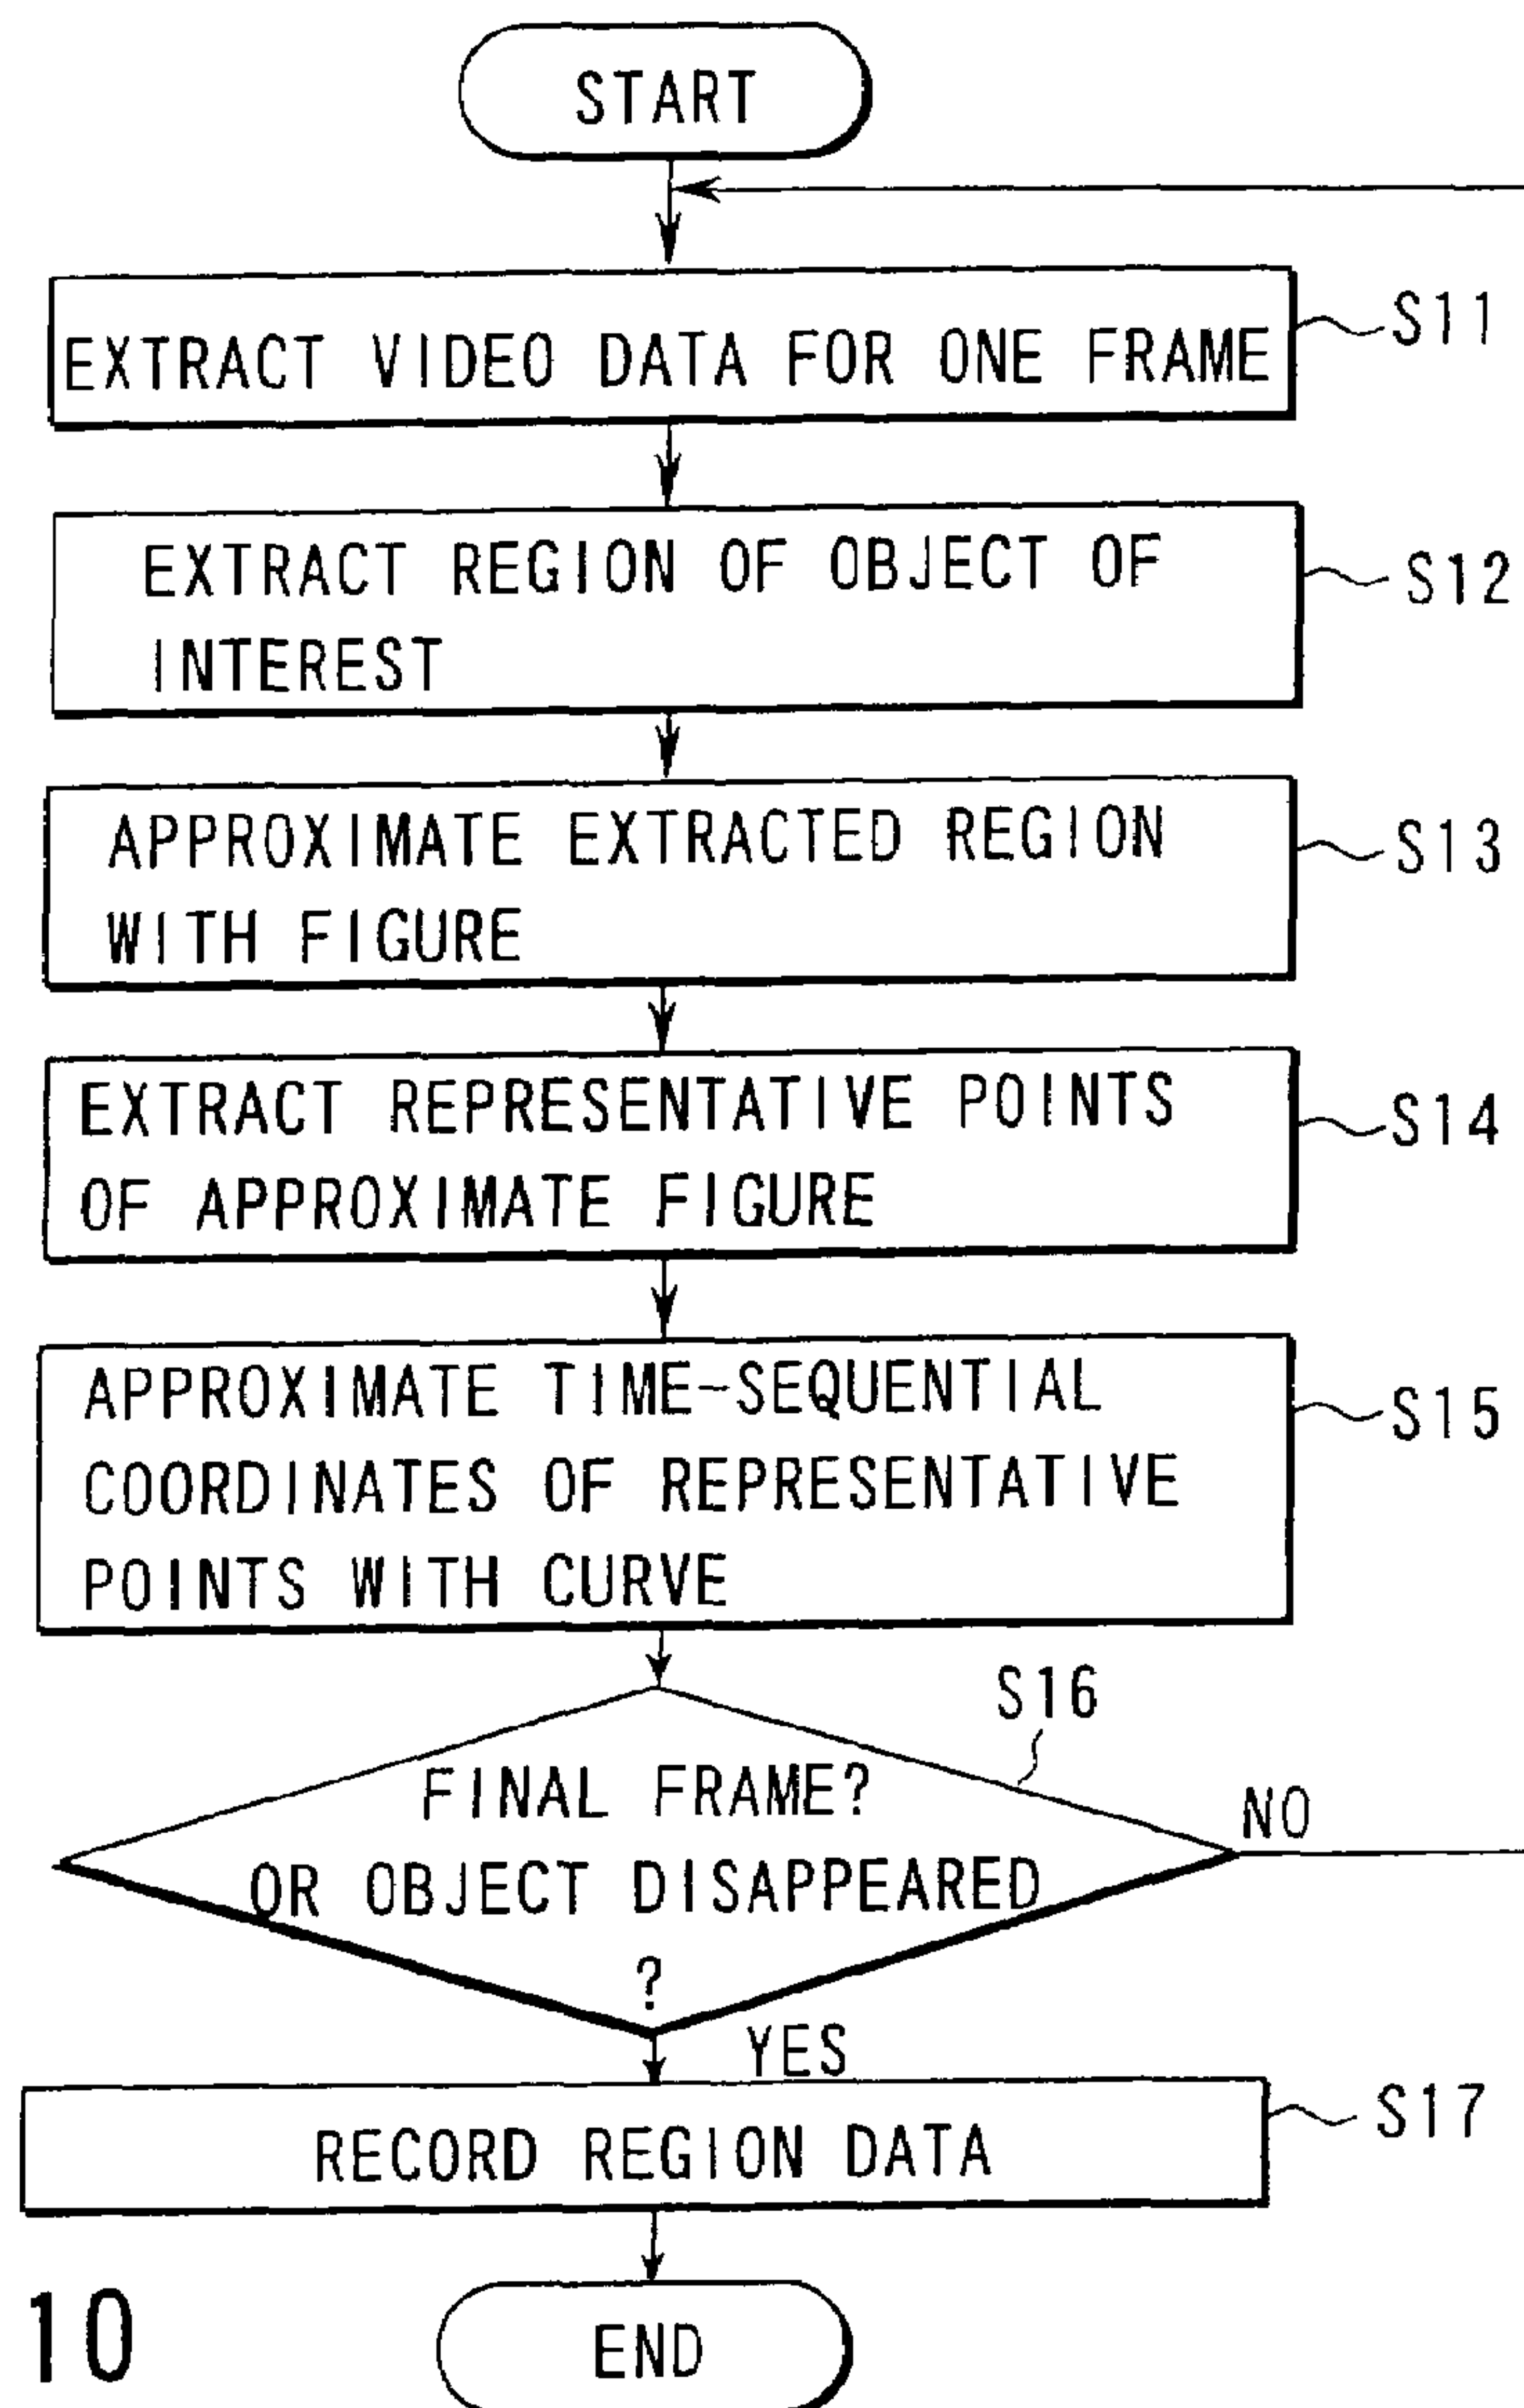 START
EXTRACT VIDEO DATA FOR ONE FRAME
S11
EXTRACT REGION OF OBJECT OF
INTEREST
S12
APPROXIMATE EXTRACTED REGION
WITH FIGURE
S13
EXTRACT REPRESENTATIVE POINTS
OF APPROXIMATE FIGURE
S14
APPROXIMATE TIME-SEQUENTIAL
COORDINATES OF REPRESENTATIVE
POINTS WITH CURVE
S15
S16
FINAL FRAME?
OR OBJECT DISAPPEARED
?
NO
YES
RECORD REGION DATA
S17
END
10